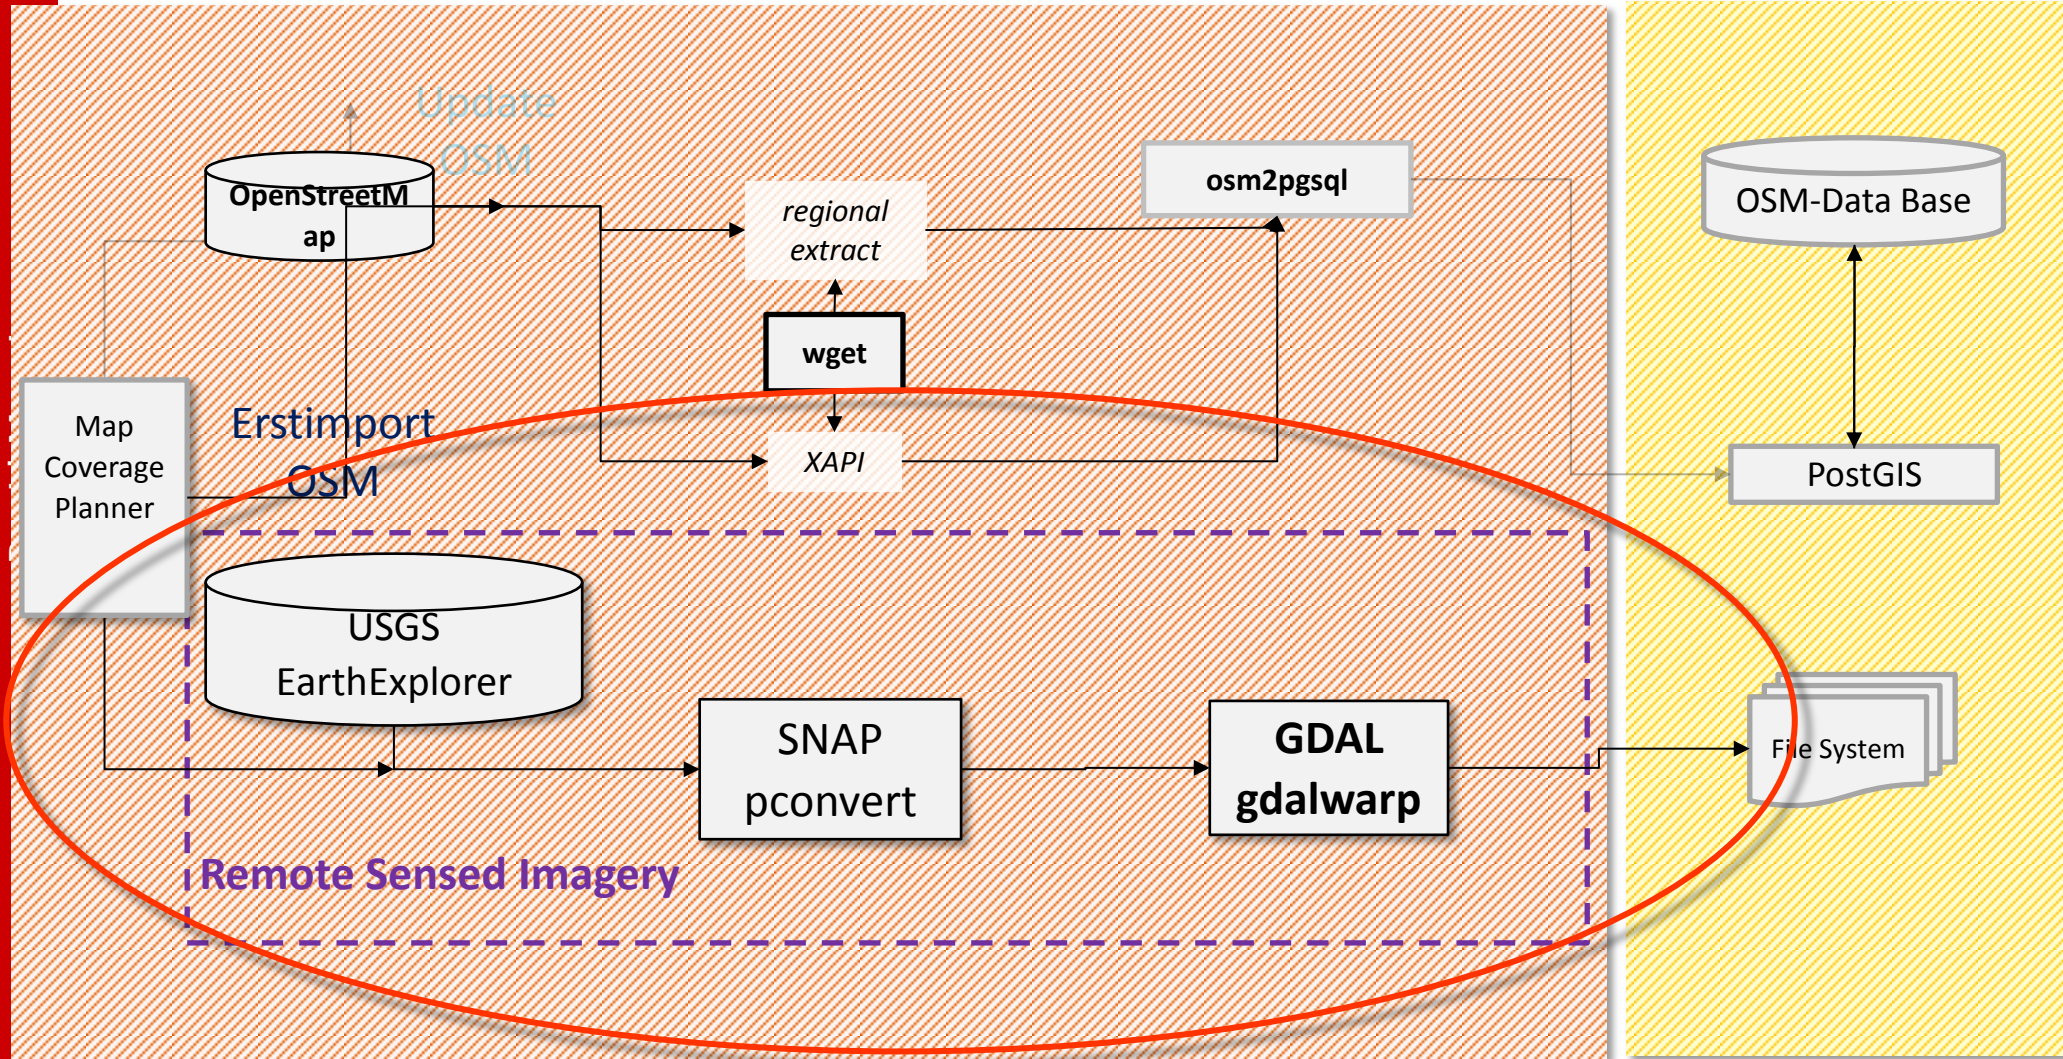 Update
OSM
OpenStreetM
ap
regional
extract
osm2pgsql
OSM-Data Base
wget
Map
Coverage
Planner
Erstimport
OSM
XAPI
PostGIS
USGS
EarthExplorer
SNAP
pconvert
GDAL
gdalwarp
File System
Remote Sensed Imagery